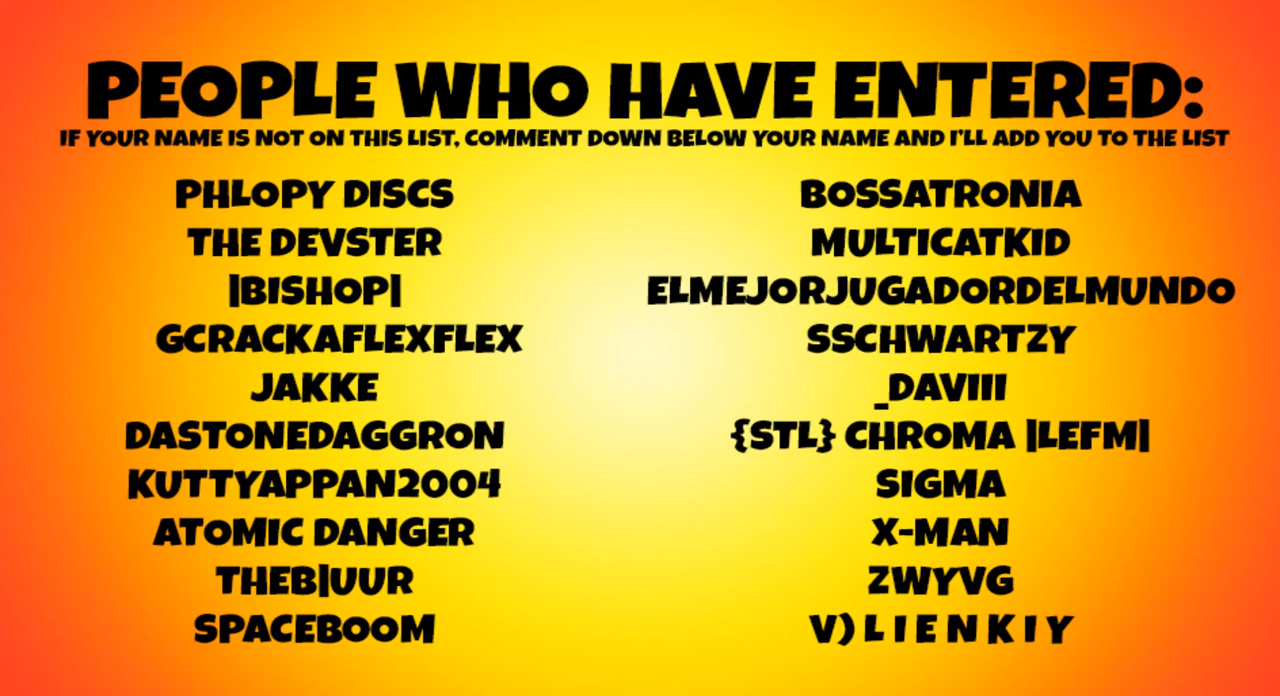 PEOPLE WHO HAVE ENTERED:
IF YOUR NAME IS NOT ON THIS LIST, COMMENT DOWN BELOW YOUR NAME AND I'LL ADD YOU TO THE LIST
PHLOPY DISCS
THE DEVSTER
|BISHOP|
GCRACKAFLEXFLEX
JAKKE
DASTONEDAGGRON
KUTTYAPPAN2004
ATOMIC DANGER
THEB|UUR
SPACEBOOM
BOSSATRONIA
MULTICATKID
ELMEJORJUGADORDELMUNDO
SSCHWARTZY
_DAVIII
{STL} CHROMA |LEFM|
SIGMA
X-MAN
ZWYVG
V) L I E N K I Y